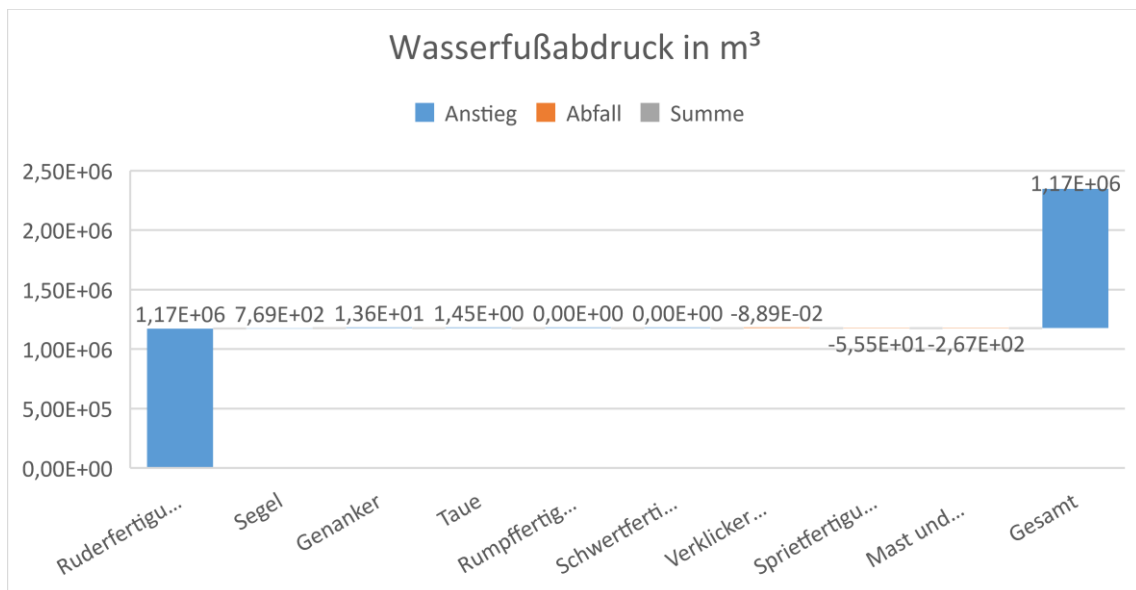 Wasserfußabdruck in m³
Anstieg Abfall Summe
2,50E+06
2,00E+06
1,50E+06
1,00E+06
5,00E+05
0,00E+00
1,17E+06
7,69E+02
1,36E+01
1,45E+00
0,00E+00
0,00E+00
-8,89E-02
-5,55E+01
-2,67E+02
1,17E+06
Ruderfertigu...
Segel
Genanker
Taue
Rumpffertig...
Schwertferti...
Verklicker...
Sprietfertigu...
Mast und...
Gesamt